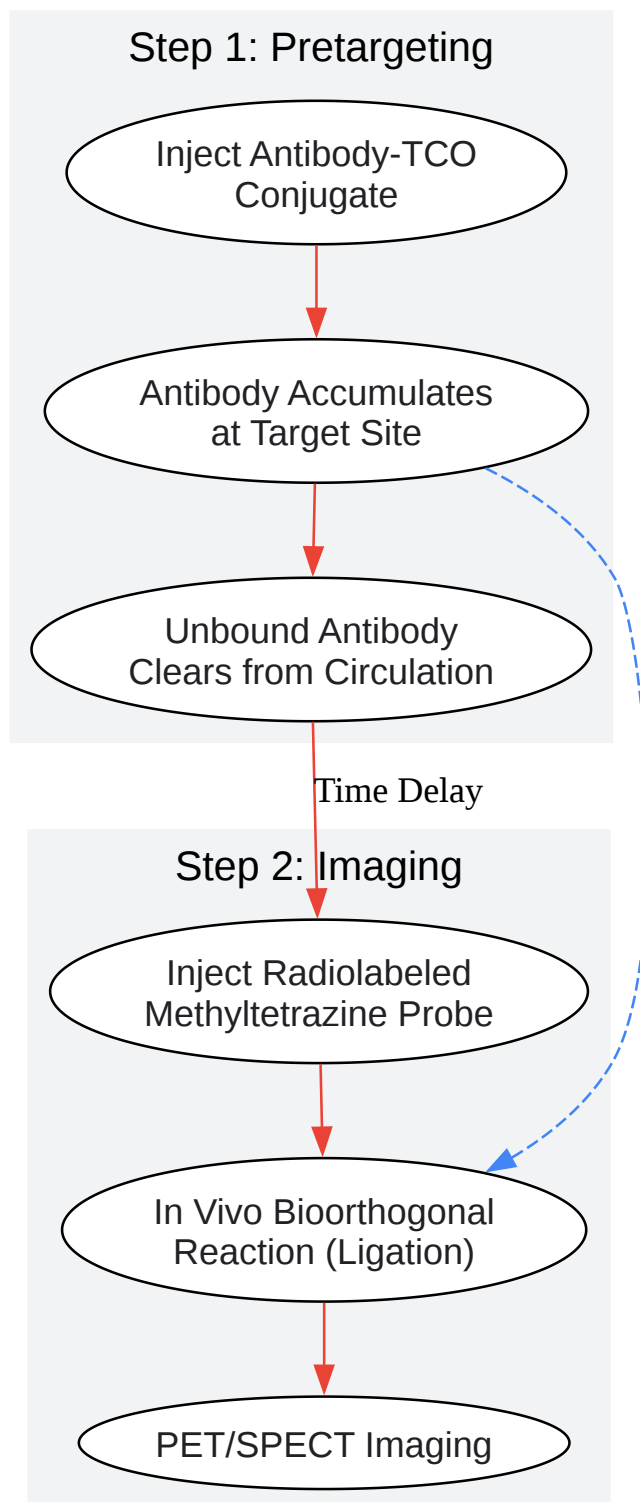 Step 1: Pretargeting
Inject Antibody-TCO
Conjugate
Antibody Accumulates
at Target Site
Unbound Antibody
Clears from Circulation
Time Delay
Step 2: Imaging
Inject Radiolabeled
Methyltetrazine Probe
In Vivo Bioorthogonal
Reaction (Ligation)
PET/SPECT Imaging